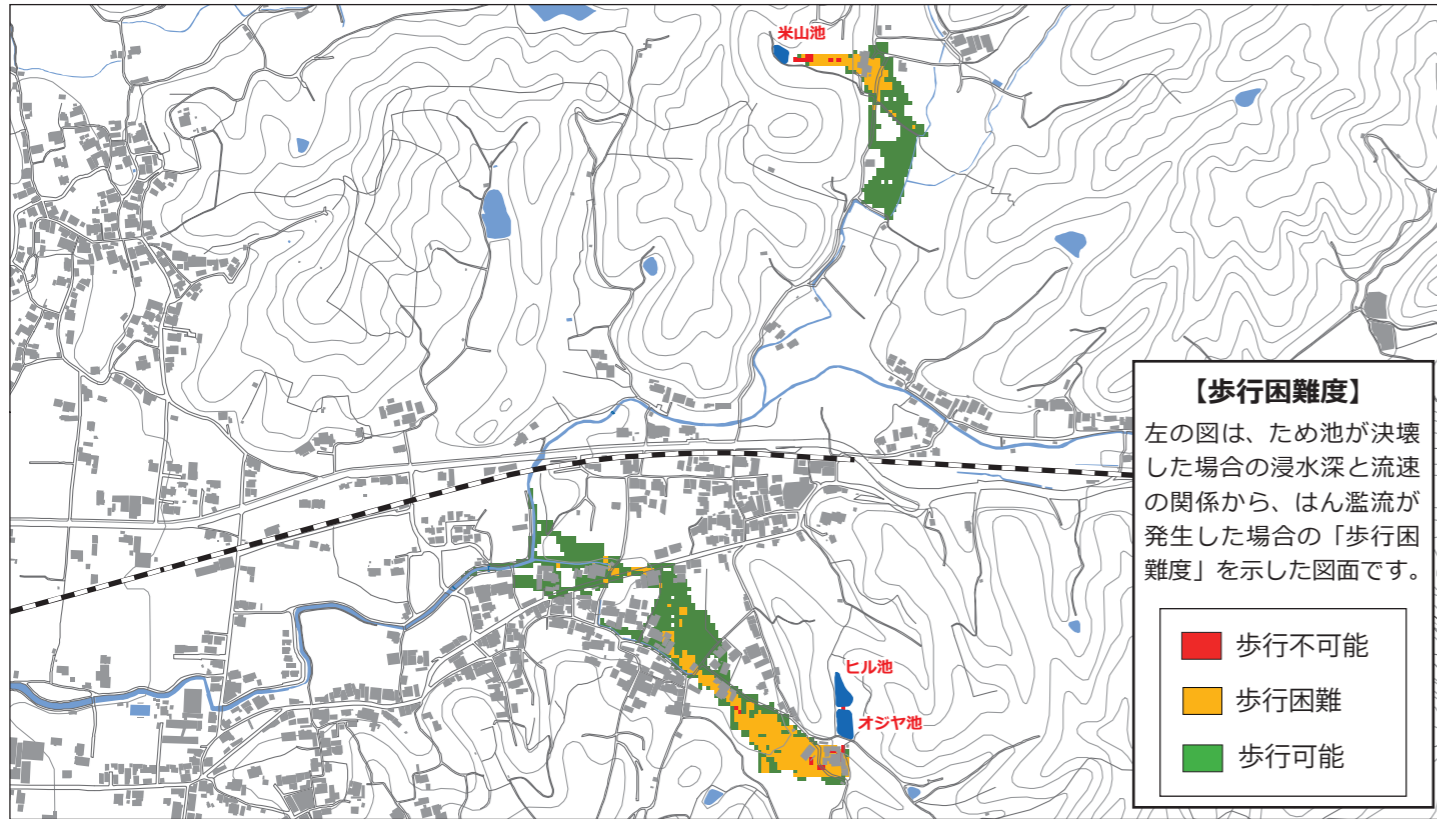 米山池
【歩行困難度】
左の図は、ため池が決壊
した場合の浸水深と流速
の関係から、はん濫流が
発生した場合の「歩行困
難度」を示した図面です。
歩行不可能
歩行困難
歩行可能
ヒル池
オジヤ池